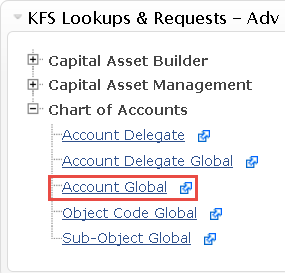 KFS Lookups & Requests - Adv
Capital Asset Builder
Capital Asset Management
Chart of Accounts
Account Delegate
Account Delegate Global
Account Global
Object Code Global
Sub-Object Global